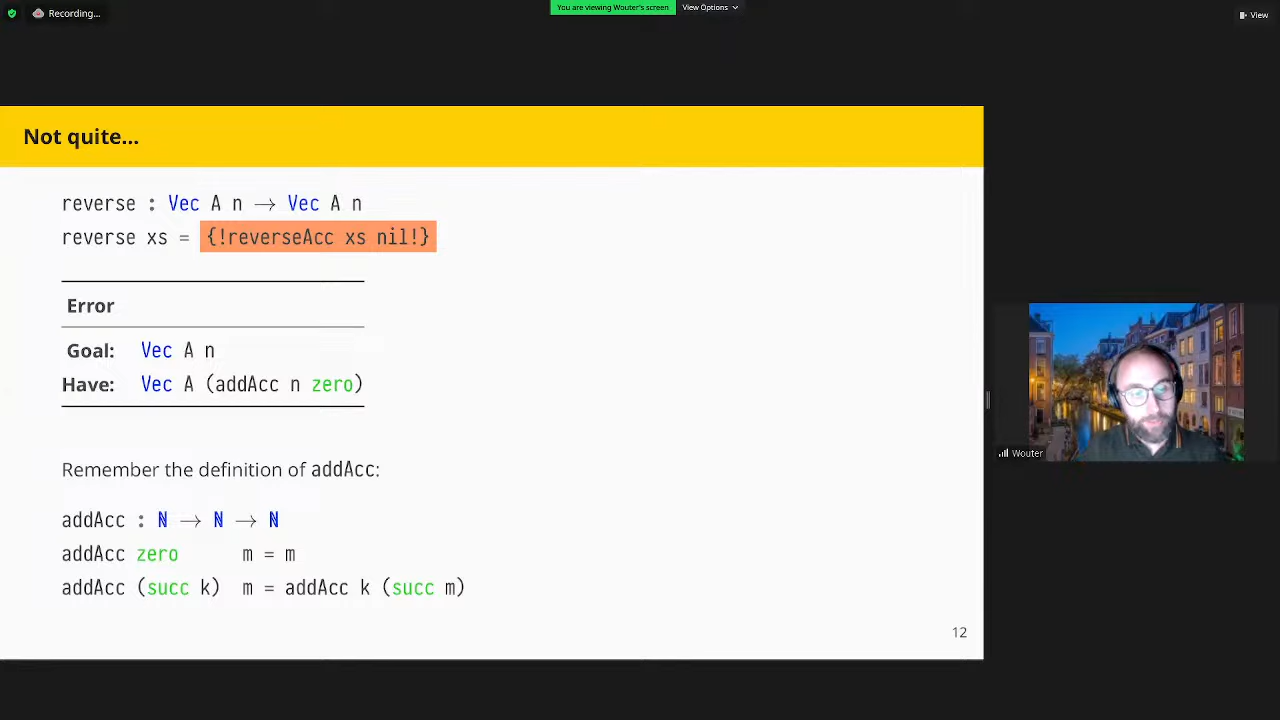 Recording...
You are viewing Wouter's screen
View Options
View
Not quite...
reverse : Vec A n → Vec A n
reverse xs = {!reverseAcc xs nil!}
Error
Goal: Vec A n
Have: Vec A (addAcc n zero)
Remember the definition of addAcc:
addAcc : ℕ → ℕ → ℕ
addAcc zero m = m
addAcc (succ k) m = addAcc k (succ m)
12
Wouter